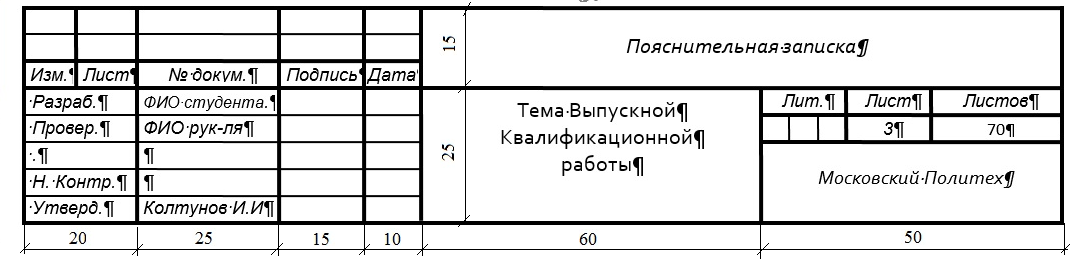 15
Пояснительная записка¶
Изм.¶ Лист¶ № докум.¶ Подпись¶ Дата¶
Разраб.¶ ФИО студента.¶
Провер.¶ ФИО рук-ля¶
.¶ ¶
Н. Контр.¶ ¶
Утверд.¶ Колтунов И.И¶
25
Тема Выпускной¶
Квалификационной¶
работы¶
Лит.¶ Лист¶ Листов
3¶ 70¶
Московский Политех¶
20 25 15 10 60 50